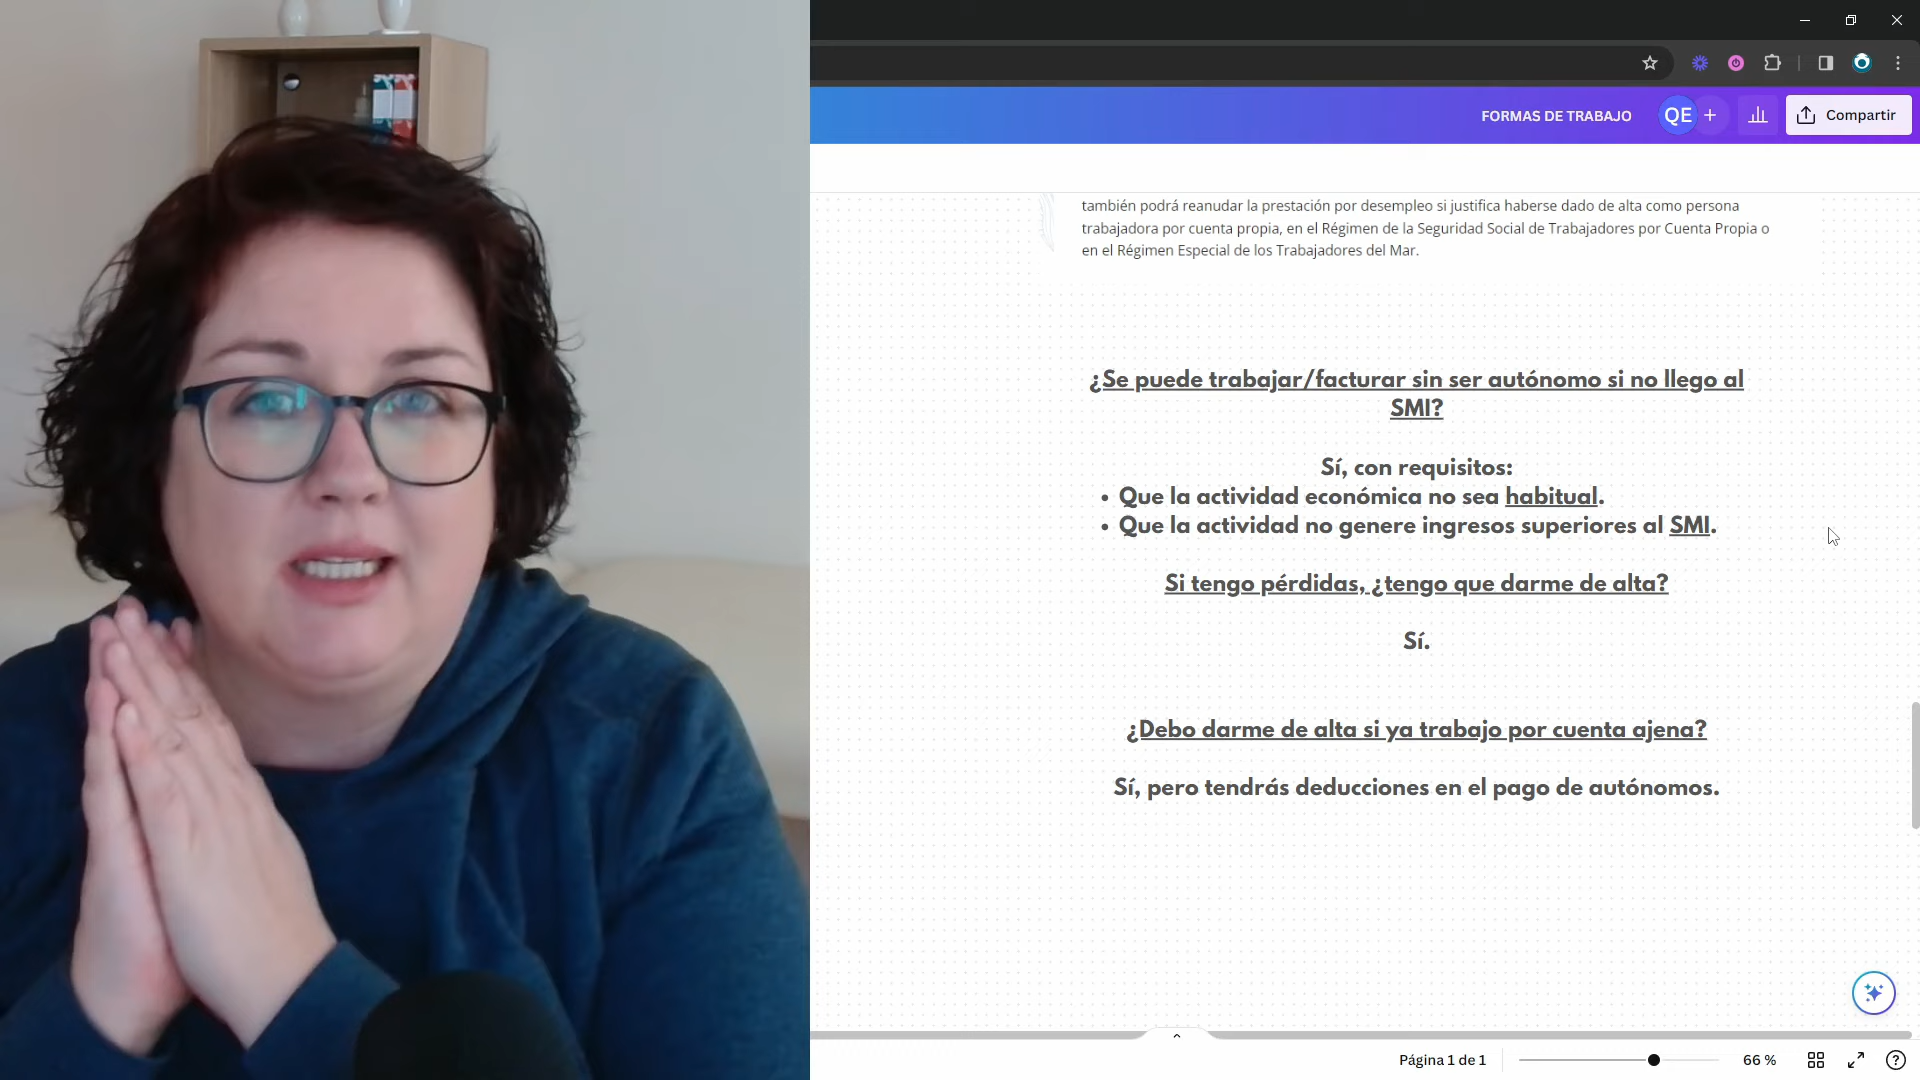 FORMAS DE TRABAJO
QE
+
Compartir
también podrá reanudar la prestación por desempleo si justifica haberse dado de alta como persona
trabajadora por cuenta propia, en el Régimen de la Seguridad Social de Trabajadores por Cuenta Propia o
en el Régimen Especial de los Trabajadores del Mar.
¿Se puede trabajar/facturar sin ser autónomo si no llego al
SMI?
Sí, con requisitos:
• Que la actividad económica no sea habitual.
• Que la actividad no genere ingresos superiores al SMI.
Si tengo pérdidas, ¿tengo que darme de alta?
Sí.
¿Debo darme de alta si ya trabajo por cuenta ajena?
Sí, pero tendrás deducciones en el pago de autónomos.
Página 1 de 1
66 %
?